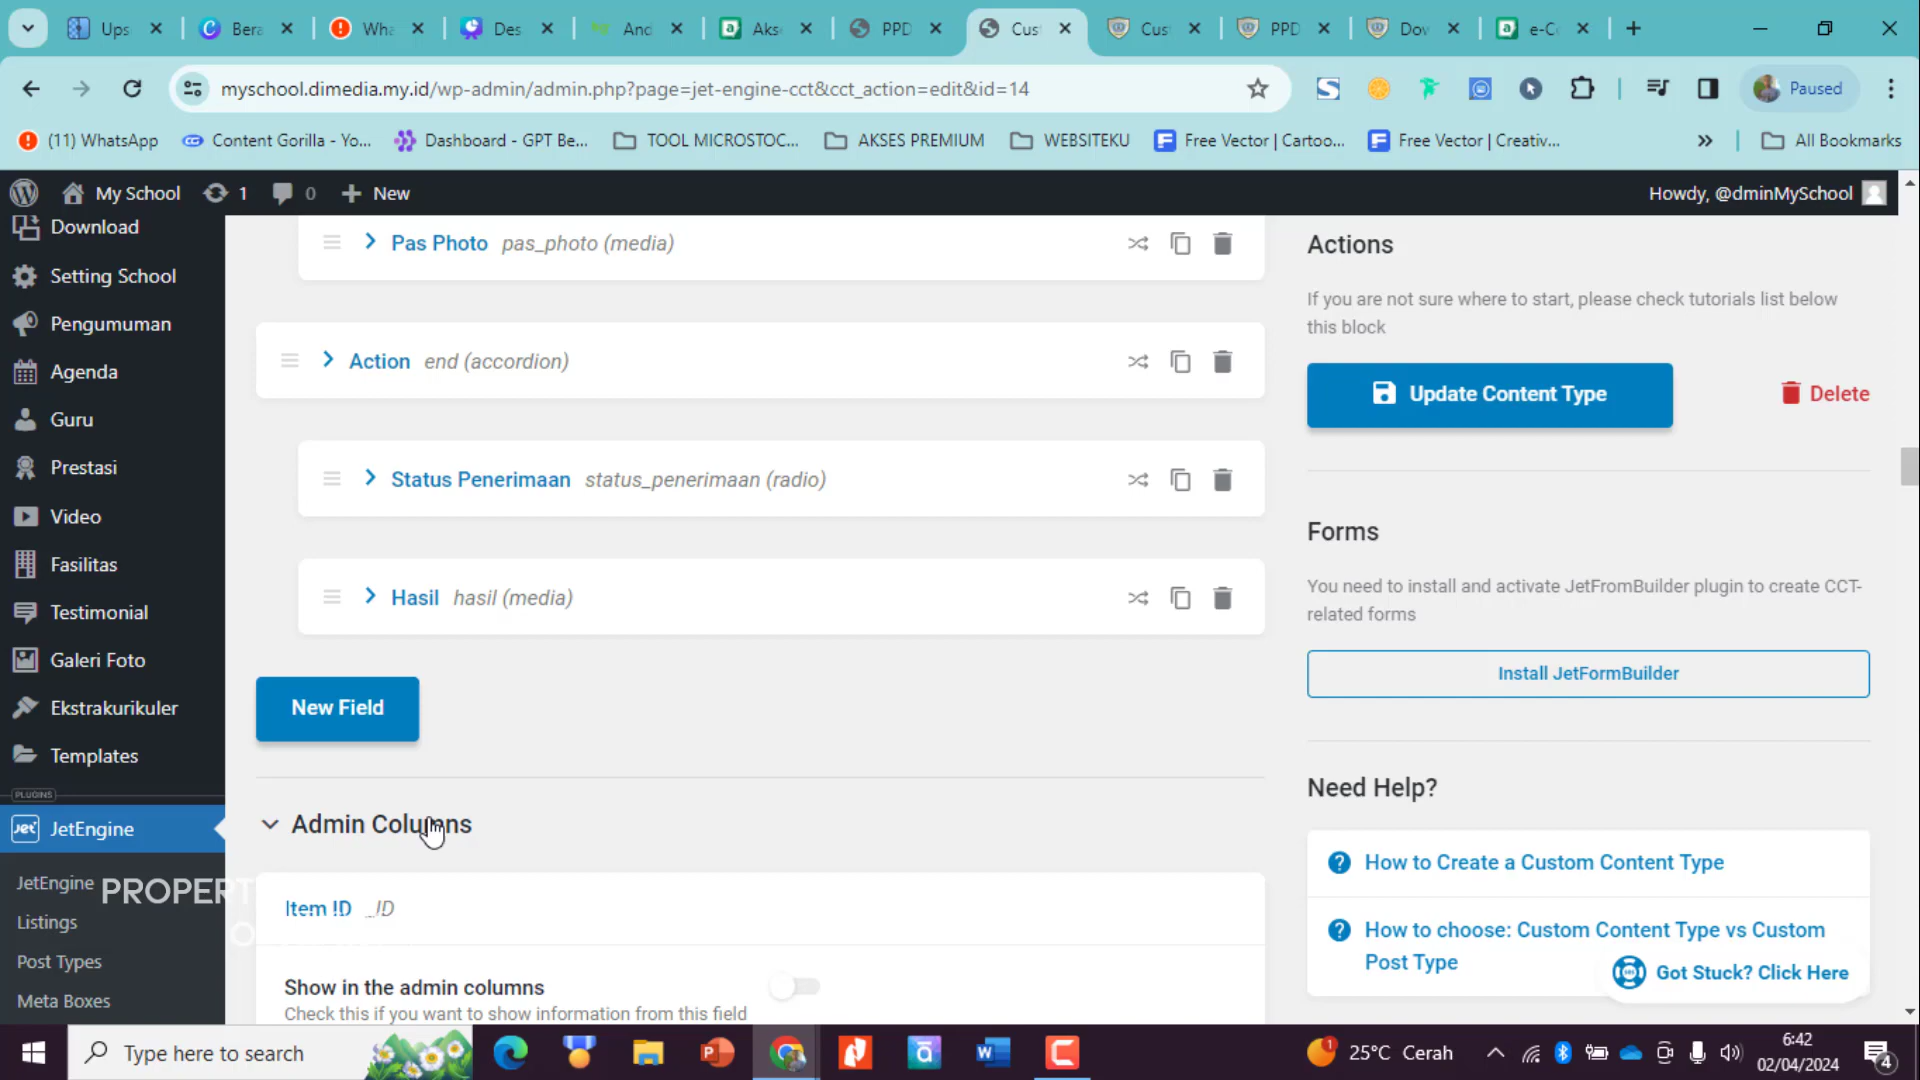 Ups
Bera
Wha
Des
And
Aks
PPD
Cus
Cus
PPD
Dov
e-C
myschool.dimedia.my.id/wp-admin/admin.php?page=jet-engine-cct&cct_action=edit&id=14
Paused
(11) WhatsApp
Content Gorilla - Yo...
Dashboard - GPT Be...
TOOL MICROSTOC...
AKSES PREMIUM
WEBSITEKU
Free Vector | Cartoo...
Free Vector | Creativ...
All Bookmarks
My School
1
0
New
Howdy, @dminMySchool
Download
Setting School
Pengumuman
Agenda
Guru
Prestasi
Video
Fasilitas
Testimonial
Galeri Foto
Ekstrakurikuler
Templates
PLUGINS
JetEngine
JetEngine
Listings
Post Types
Meta Boxes
PROPERT
Pas Photo pas_photo (media)
Action end (accordion)
Status Penerimaan status_penerimaan (radio)
Hasil hasil (media)
New Field
Admin Columns
Item ID _ID
Show in the admin columns
Check this if you want to show information from this field
Actions
If you are not sure where to start, please check tutorials list below
this block
Update Content Type
Delete
Forms
You need to install and activate JetFromBuilder plugin to create CCT-
related forms
Install JetFormBuilder
Need Help?
How to Create a Custom Content Type
How to choose: Custom Content Type vs Custom
Post Type
Got Stuck? Click Here
Type here to search
25°C Cerah
6:42
02/04/2024
4